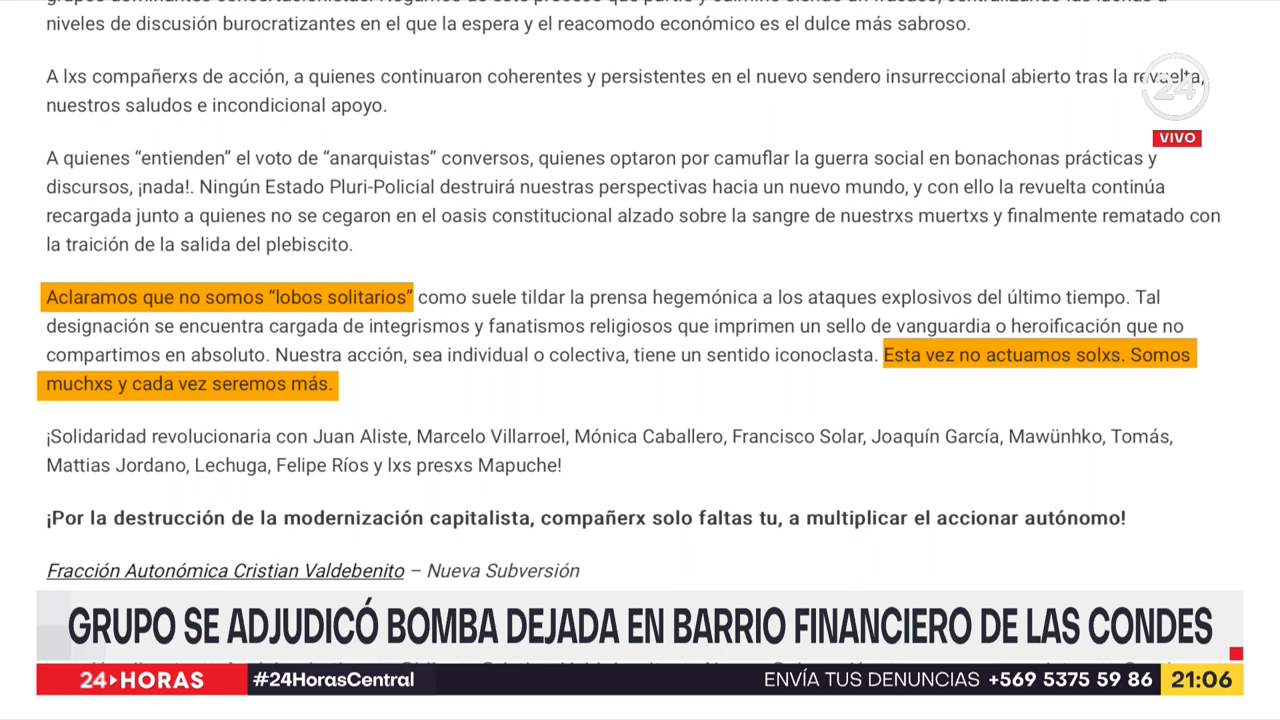 niveles de discusión burocratizantes en el que la espera y el reacomodo económico es el dulce más sabroso.
A lxs compañerxs de acción, a quienes continuaron coherentes y persistentes en el nuevo sendero insurreccional abierto tras la revuelta,
nuestros saludos e incondicional apoyo.
24
VIVO
A quienes “entienden” el voto de “anarquistas” conversos, quienes optaron por camuflar la guerra social en bonachonas prácticas y
discursos, ¡nada!. Ningún Estado Pluri-Policial destruirá nuestras perspectivas hacia un nuevo mundo, y con ello la revuelta continúa
recargada junto a quienes no se cegaron en el oasis constitucional alzado sobre la sangre de nuestrxs muertxs y finalmente rematado con
la traición de la salida del plebiscito.
Aclaramos que no somos “lobos solitarios” como suele tildar la prensa hegemónica a los ataques explosivos del último tiempo. Tal
designación se encuentra cargada de integrismos y fanatismos religiosos que imprimen un sello de vanguardia o heroificación que no
compartimos en absoluto. Nuestra acción, sea individual o colectiva, tiene un sentido iconoclasta. Esta vez no actuamos solxs. Somos
muchxs y cada vez seremos más.
¡Solidaridad revolucionaria con Juan Aliste, Marcelo Villarroel, Mónica Caballero, Francisco Solar, Joaquín García, Mawünhko, Tomás,
Mattias Jordano, Lechuga, Felipe Ríos y lxs presxs Mapuche!
¡Por la destrucción de la modernización capitalista, compañerx solo faltas tu, a multiplicar el accionar autónomo!
Fracción Autonómica Cristian Valdebenito – Nueva Subversión
GRUPO SE ADJUDICÓ BOMBA DEJADA EN BARRIO FINANCIERO DE LAS CONDES
24 HORAS #24HorasCentral ENVÍA TUS DENUNCIAS +569 5375 59 86 21:06